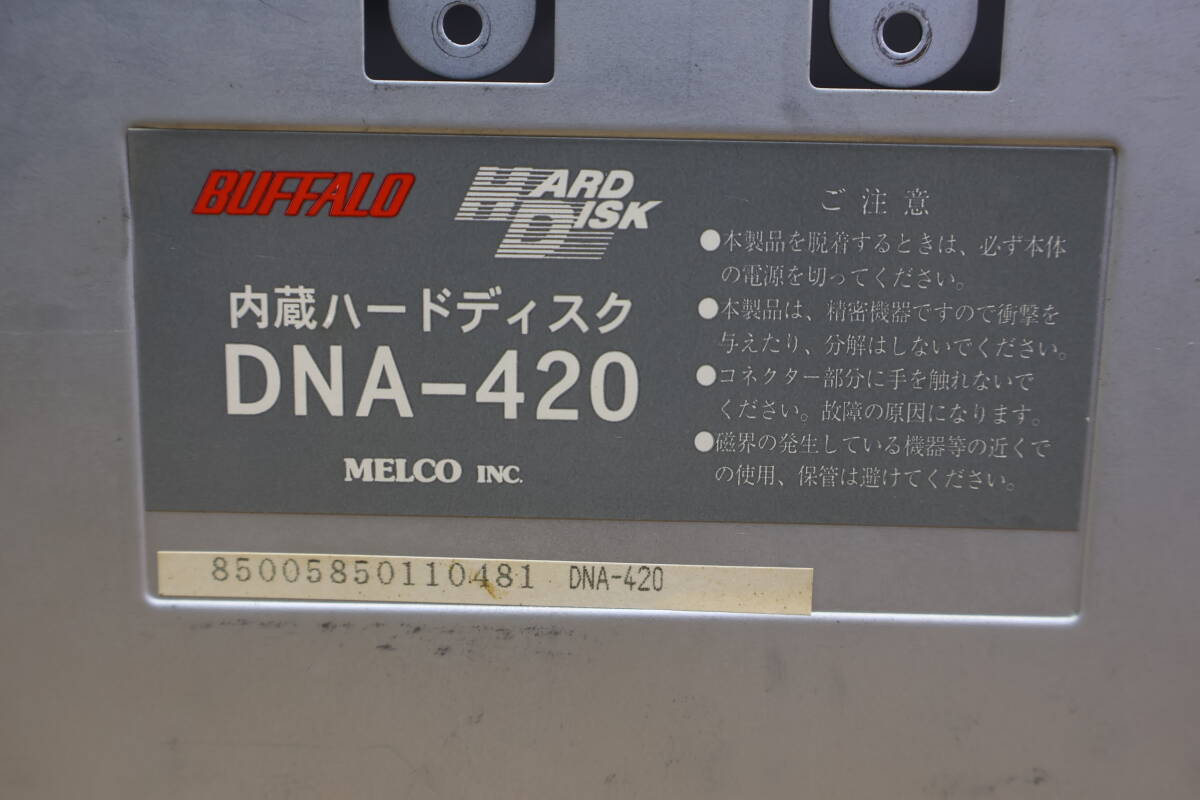 BUFFALO
HARD
DISK
内蔵ハードディスク
DNA-420
MELCO INC.
ご注意
●本製品を脱着するときは、必ず本体
の電源を切ってください。
●本製品は、精密機器ですので衝撃を
与えたり、分解はしないでください。
●コネクター部分に手を触れないで
ください。故障の原因になります。
●磁界の発生している機器等の近くで
の使用、保管は避けてください。
85005850110481 DNA-420